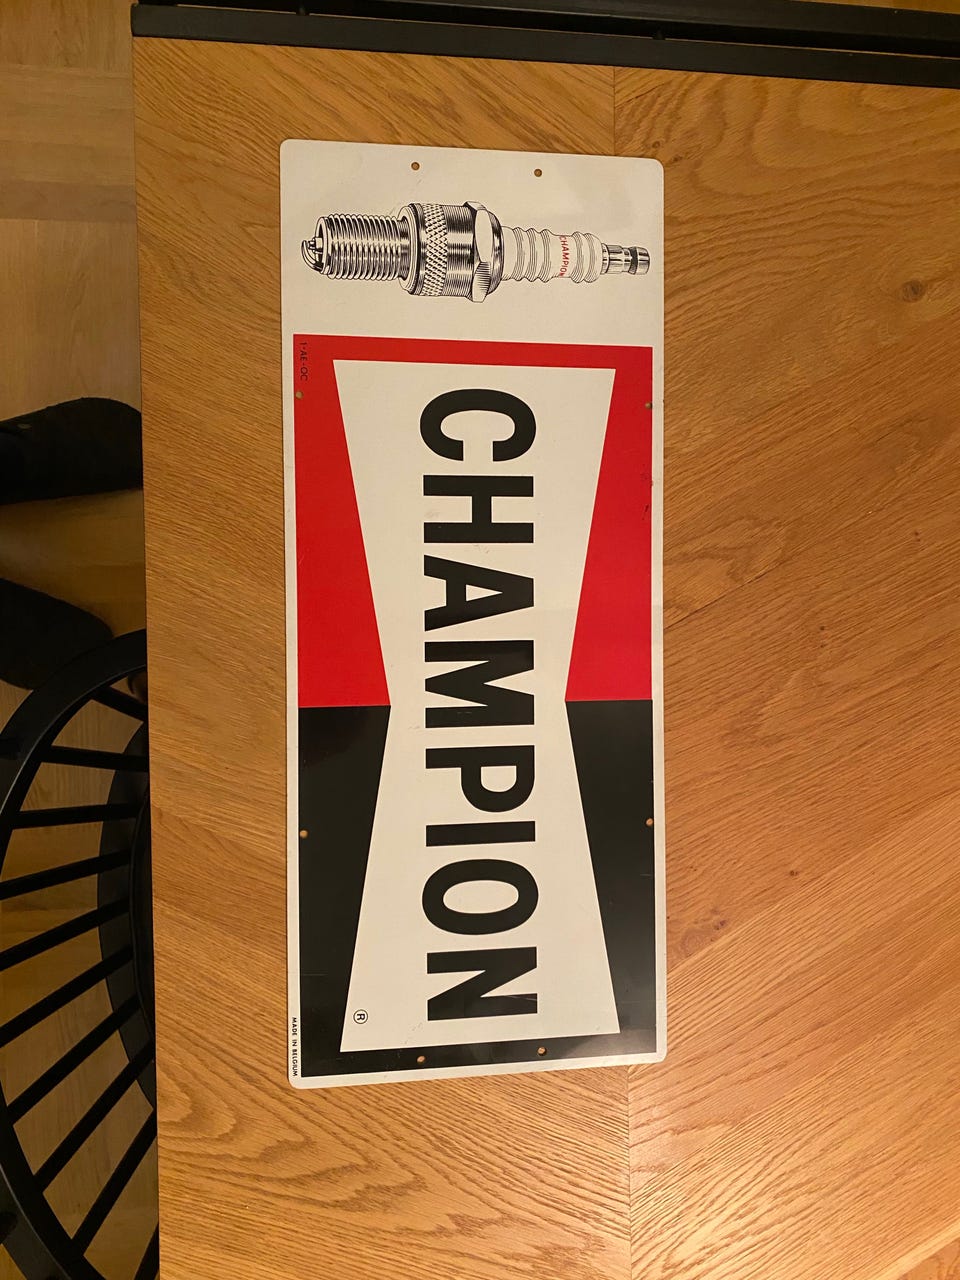 CHAMPION
1-AE-OC
CHAMPION
®
MADE IN BELGIUM